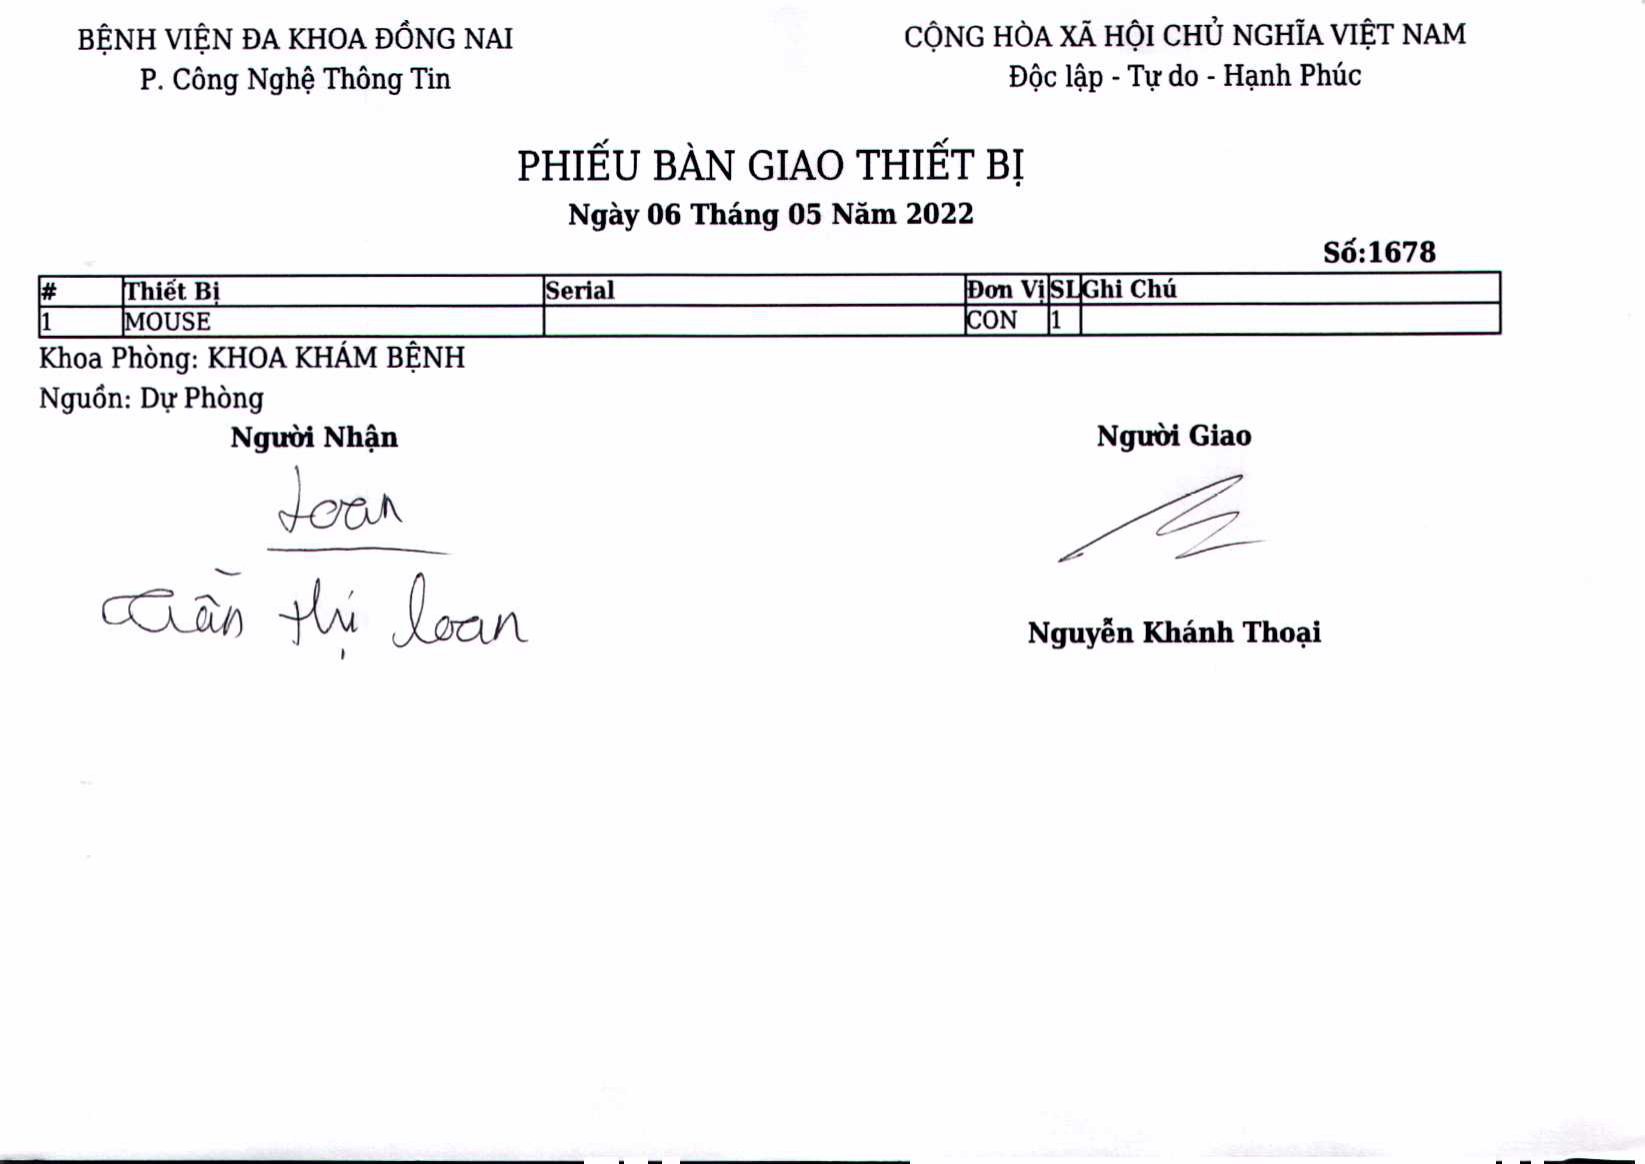 BỆNH VIỆN ĐA KHOA ĐỒNG NAI
P. Công Nghệ Thông Tin
CỘNG HÒA XÃ HỘI CHỦ NGHĨA VIỆT NAM
Độc lập - Tự do - Hạnh Phúc
PHIẾU BÀN GIAO THIẾT BỊ
Ngày 06 Tháng 05 Năm 2022
Số:1678
# Thiết Bị Serial Đơn Vị SL Ghi Chú
1 MOUSE CON 1
Khoa Phòng: KHOA KHÁM BỆNH
Nguồn: Dự Phòng
Người Nhận
Người Giao
Loan
Trần Thị Loan
Nguyễn Khánh Thoại